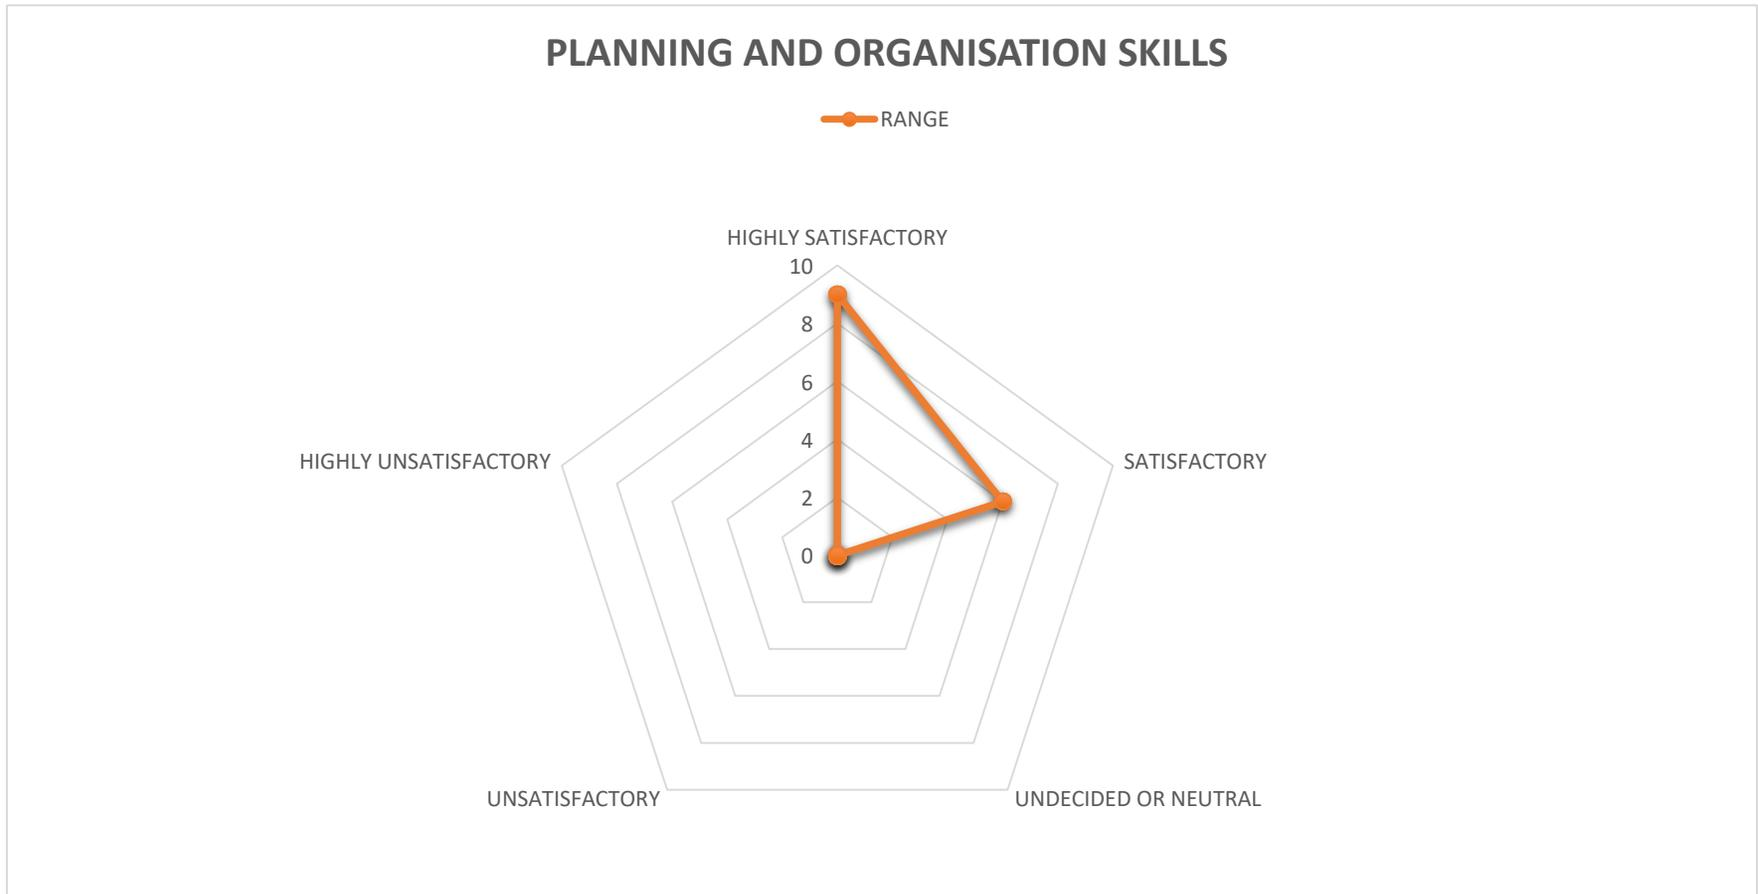 PLANNING AND ORGANISATION SKILLS
RANGE
HIGHLY SATISFACTORY
10
8
6
4
2
0
HIGHLY UNSATISFACTORY
SATISFACTORY
UNSATISFACTORY
UNDECIDED OR NEUTRAL